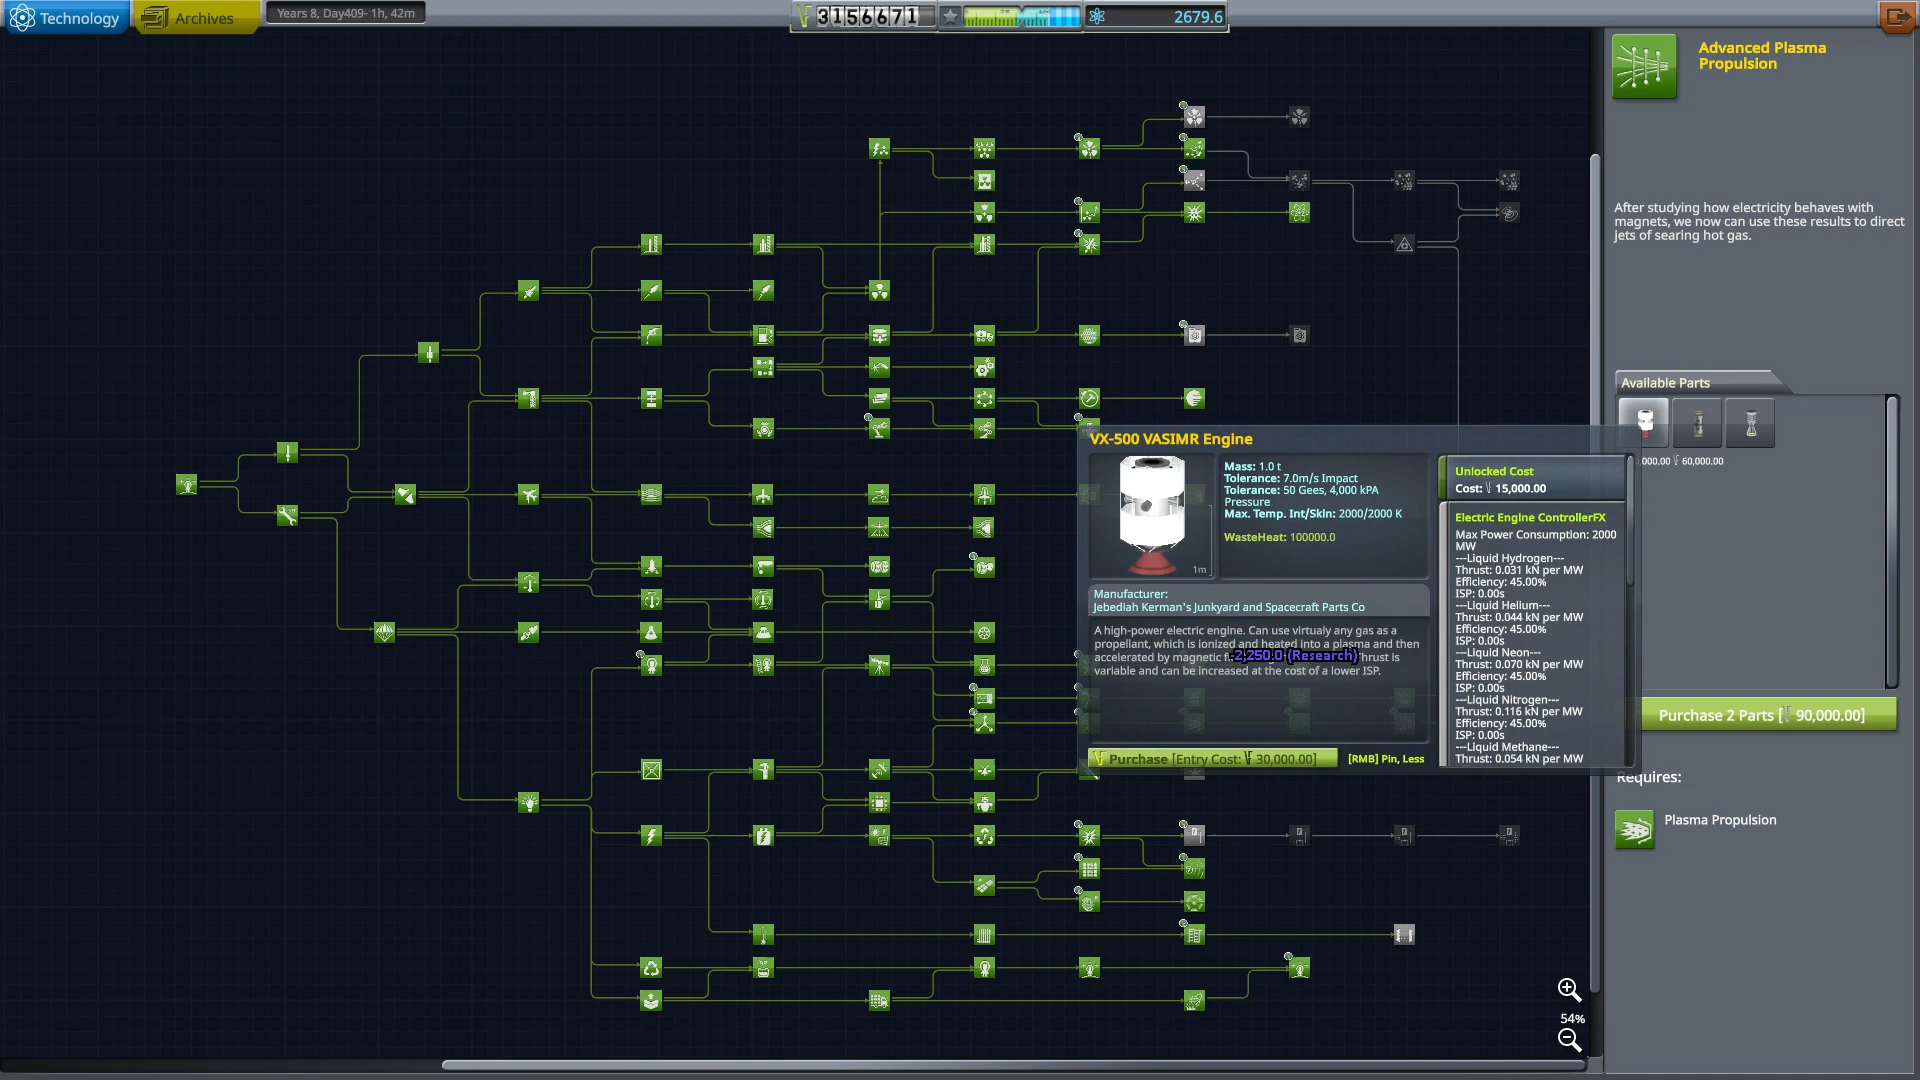 Technology
Archives
Years 8, Day409- 1h, 42m
3156671
2679.6
Advanced Plasma
Propulsion
After studying how electricity behaves with
magnets, we now can use these results to direct
jets of searing hot gas.
Available Parts
000.00 60,000.00
VX-500 VASIMR Engine
Mass: 1.0 t
Tolerance: 7.0m/s Impact
Tolerance: 50 Gees, 4,000 kPA
Pressure
Max. Temp. Int/Skin: 2000/2000 K
WasteHeat: 100000.0
1m
Manufacturer:
Jebediah Kerman's Junkyard and Spacecraft Parts Co
A high-power electric engine. Can use virtualy any gas as a
propellant, which is ionized and heated into a plasma and then
accelerated by magnetic
-2,250.0 (Research)
variable and can be increased at the cost of a lower ISP.
Purchase [Entry Cost: 30,000.00]
[RMB] Pin, Less
Unlocked Cost
Cost: 15,000.00
Electric Engine ControllerFX
Max Power Consumption: 2000
MW
---Liquid Hydrogen---
Thrust: 0.031 kN per MW
Efficiency: 45.00%
ISP: 0.00s
---Liquid Helium---
Thrust: 0.044 kN per MW
Efficiency: 45.00%
ISP: 0.00s
---Liquid Neon---
Thrust: 0.070 kN per MW
Efficiency: 45.00%
ISP: 0.00s
---Liquid Nitrogen---
Thrust: 0.116 kN per MW
Efficiency: 45.00%
ISP: 0.00s
---Liquid Methane---
Thrust: 0.054 kN per MW
Purchase 2 Parts [ 90,000.00]
Requires:
Plasma Propulsion
54%